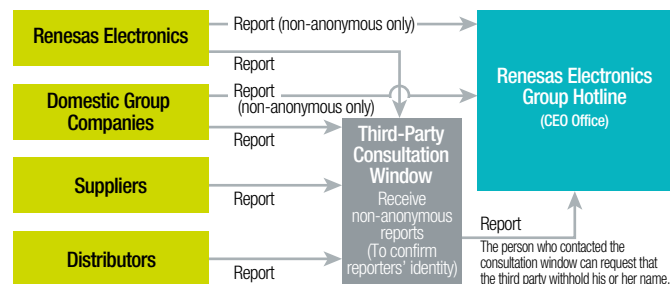 Renesas Electronics
Report (non-anonymous only)
Report
Domestic Group
Companies
Report
(non-anonymous only)
Report
Suppliers
Report
Distributors
Report
Third-Party
Consultation
Window
Receive
non-anonymous
reports
(To confirm
reporters' identity)
Renesas Electronics
Group Hotline
(CEO Office)
Report
The person who contacted the
consultation window can request that
the third party withhold his or her name.